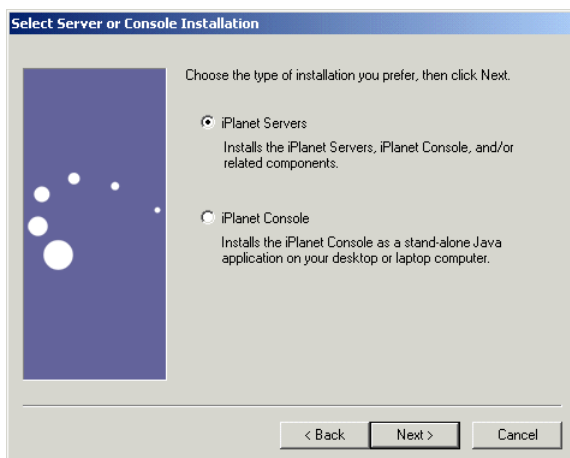 Select Server or Console Installation
Choose the type of installation you prefer, then click Next.
iPlanet Servers
Installs the iPlanet Servers, iPlanet Console, and/or
related components.
iPlanet Console
Installs the iPlanet Console as a stand-alone Java
application on your desktop or laptop computer.
< Back
Next >
Cancel